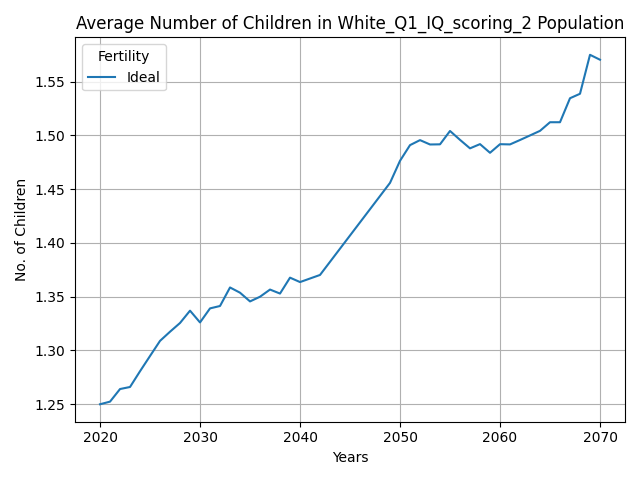 Average Number of Children in White_Q1_IQ_scoring_2 Population
Fertility
Ideal
No. of Children
1.55
1.50
1.45
1.40
1.35
1.30
1.25
2020 2030 2040 2050 2060 2070
Years